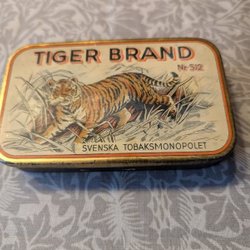 TIGER BRAND
No 512
SVENSKA TOBAKSMONOPOLET